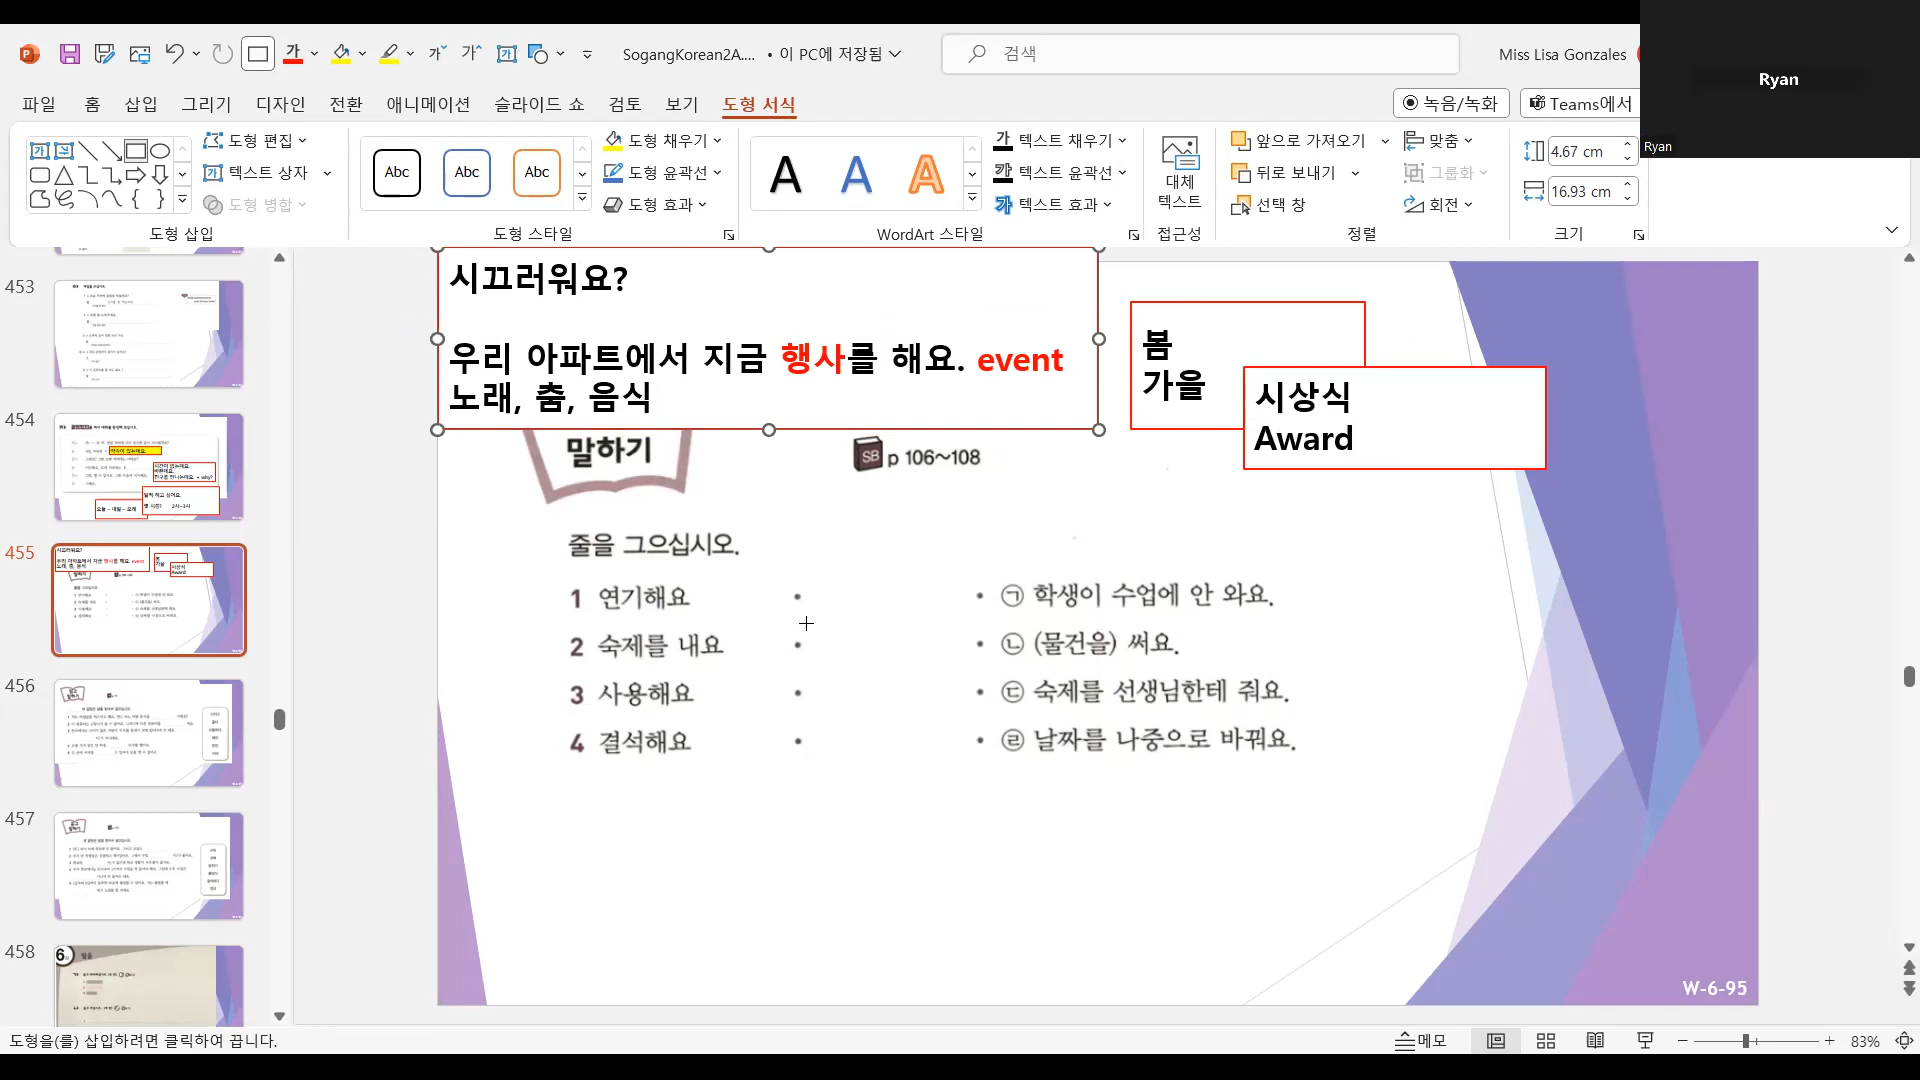 SogangKorean2A.... • 이 PC에 저장됨
검색
Miss Lisa Gonzales
Ryan
Ryan
파일 홈 삽입 그리기 디자인 전환 애니메이션 슬라이드 쇼 검토 보기 도형 서식
녹음/녹화
Teams에서
도형 편집
텍스트 상자
도형 병합
도형 삽입
Abc Abc Abc
도형 채우기
도형 윤곽선
도형 효과
도형 스타일
A A A
텍스트 채우기
텍스트 윤곽선
텍스트 효과
WordArt 스타일
대체
텍스트
접근성
앞으로 가져오기
뒤로 보내기
선택 창
맞춤
그룹화
회전
정렬
4.67 cm
16.93 cm
크기
453
454
455
456
457
458
시끄러워요?
우리 아파트에서 지금 행사를 해요. event
노래, 춤, 음식
봄
가을
시상식
Award
말하기
SB p 106~108
줄을 그으십시오.
1 연기해요 • • ㉠ 학생이 수업에 안 와요.
2 숙제를 내요 • • ㉡ (물건을) 써요.
3 사용해요 • • ㉢ 숙제를 선생님한테 줘요.
4 결석해요 • • ㉣ 날짜를 나중으로 바꿔요.
W-6-95
도형을(를) 삽입하려면 클릭하여 끕니다.
메모
83%